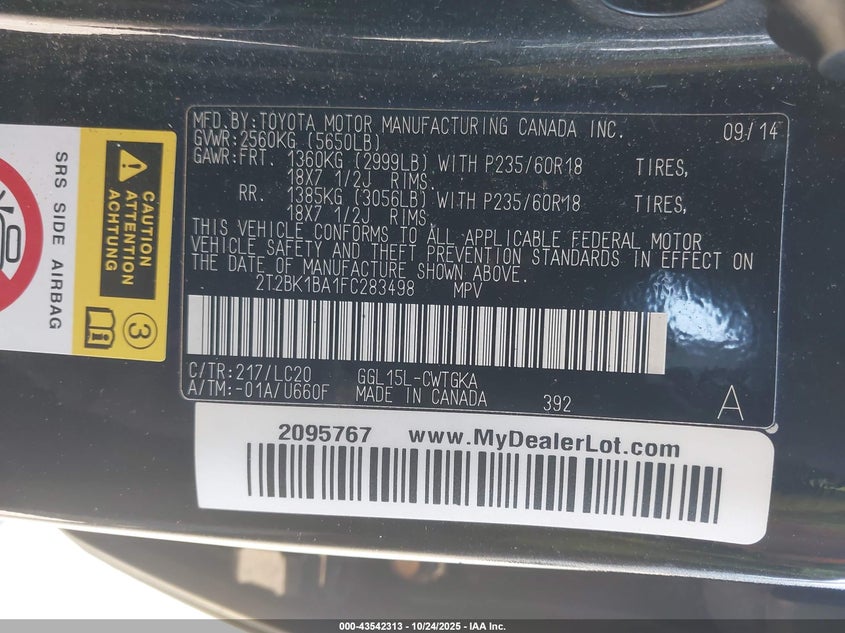 MFD.BY:TOYOTA MOTOR MANUFACTURING CANADA INC. 09/14
GVWR:2560KG (5650LB)
GAWR:FRT. 1360KG (2999LB) WITH P235/60R18 TIRES,
18X7 1/2J RIMS.
RR. 1385KG (3056LB) WITH P235/60R18 TIRES,
18X7 1/2J RIMS.
THIS VEHICLE CONFORMS TO ALL APPLICABLE FEDERAL MOTOR
VEHICLE SAFETY AND THEFT PREVENTION STANDARDS IN EFFECT ON
THE DATE OF MANUFACTURE SHOWN ABOVE.
2T2BK1BA1FC283498 MPV
C/TR:217/LC20 GGL15L-CWTGKA
A/TM:-01A/U660F MADE IN CANADA 392 A
2095767 www.MyDealerLot.com
SRS SIDE AIRBAG
CAUTION
ATTENTION
ACHTUNG
3
000-43542313 - 10/24/2025 - IAA Inc.